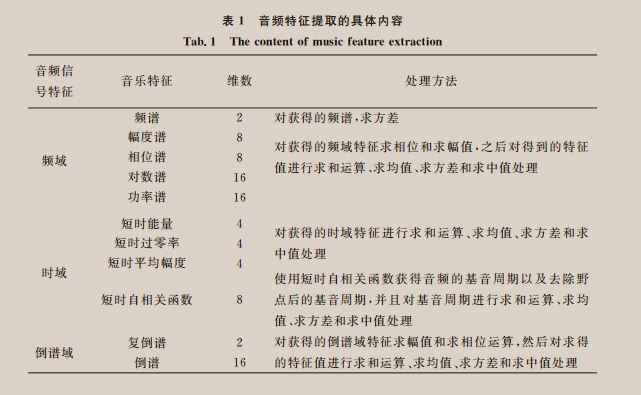 表 1 音频特征提取的具体内容
Tab. 1 The content of music feature extraction
音频信号特征 音乐特征 维数 处理方法
频谱 2 对获得的频谱,求方差
幅度谱 8
对获得的频域特征求相位和求幅值,之后对得到的特征
频域 相位谱 8
值进行求和运算、求均值、求方差和求中值处理
对数谱 16
功率谱 16
短时能量 4
对获得的时域特征进行求和运算、求均值、求方差和求
短时过零率 4
中值处理
短时平均幅度 4
时域
使用短时自相关函数获得音频的基音周期以及去除野
短时自相关函数 8 点后的基音周期,并且对基音周期进行求和运算、求均
值、求方差和求中值处理
复倒谱 2 对获得的倒谱域特征求幅值和求相位运算,然后对求得
倒谱域
倒谱 16 的特征值进行求和运算、求均值、求方差和求中值处理